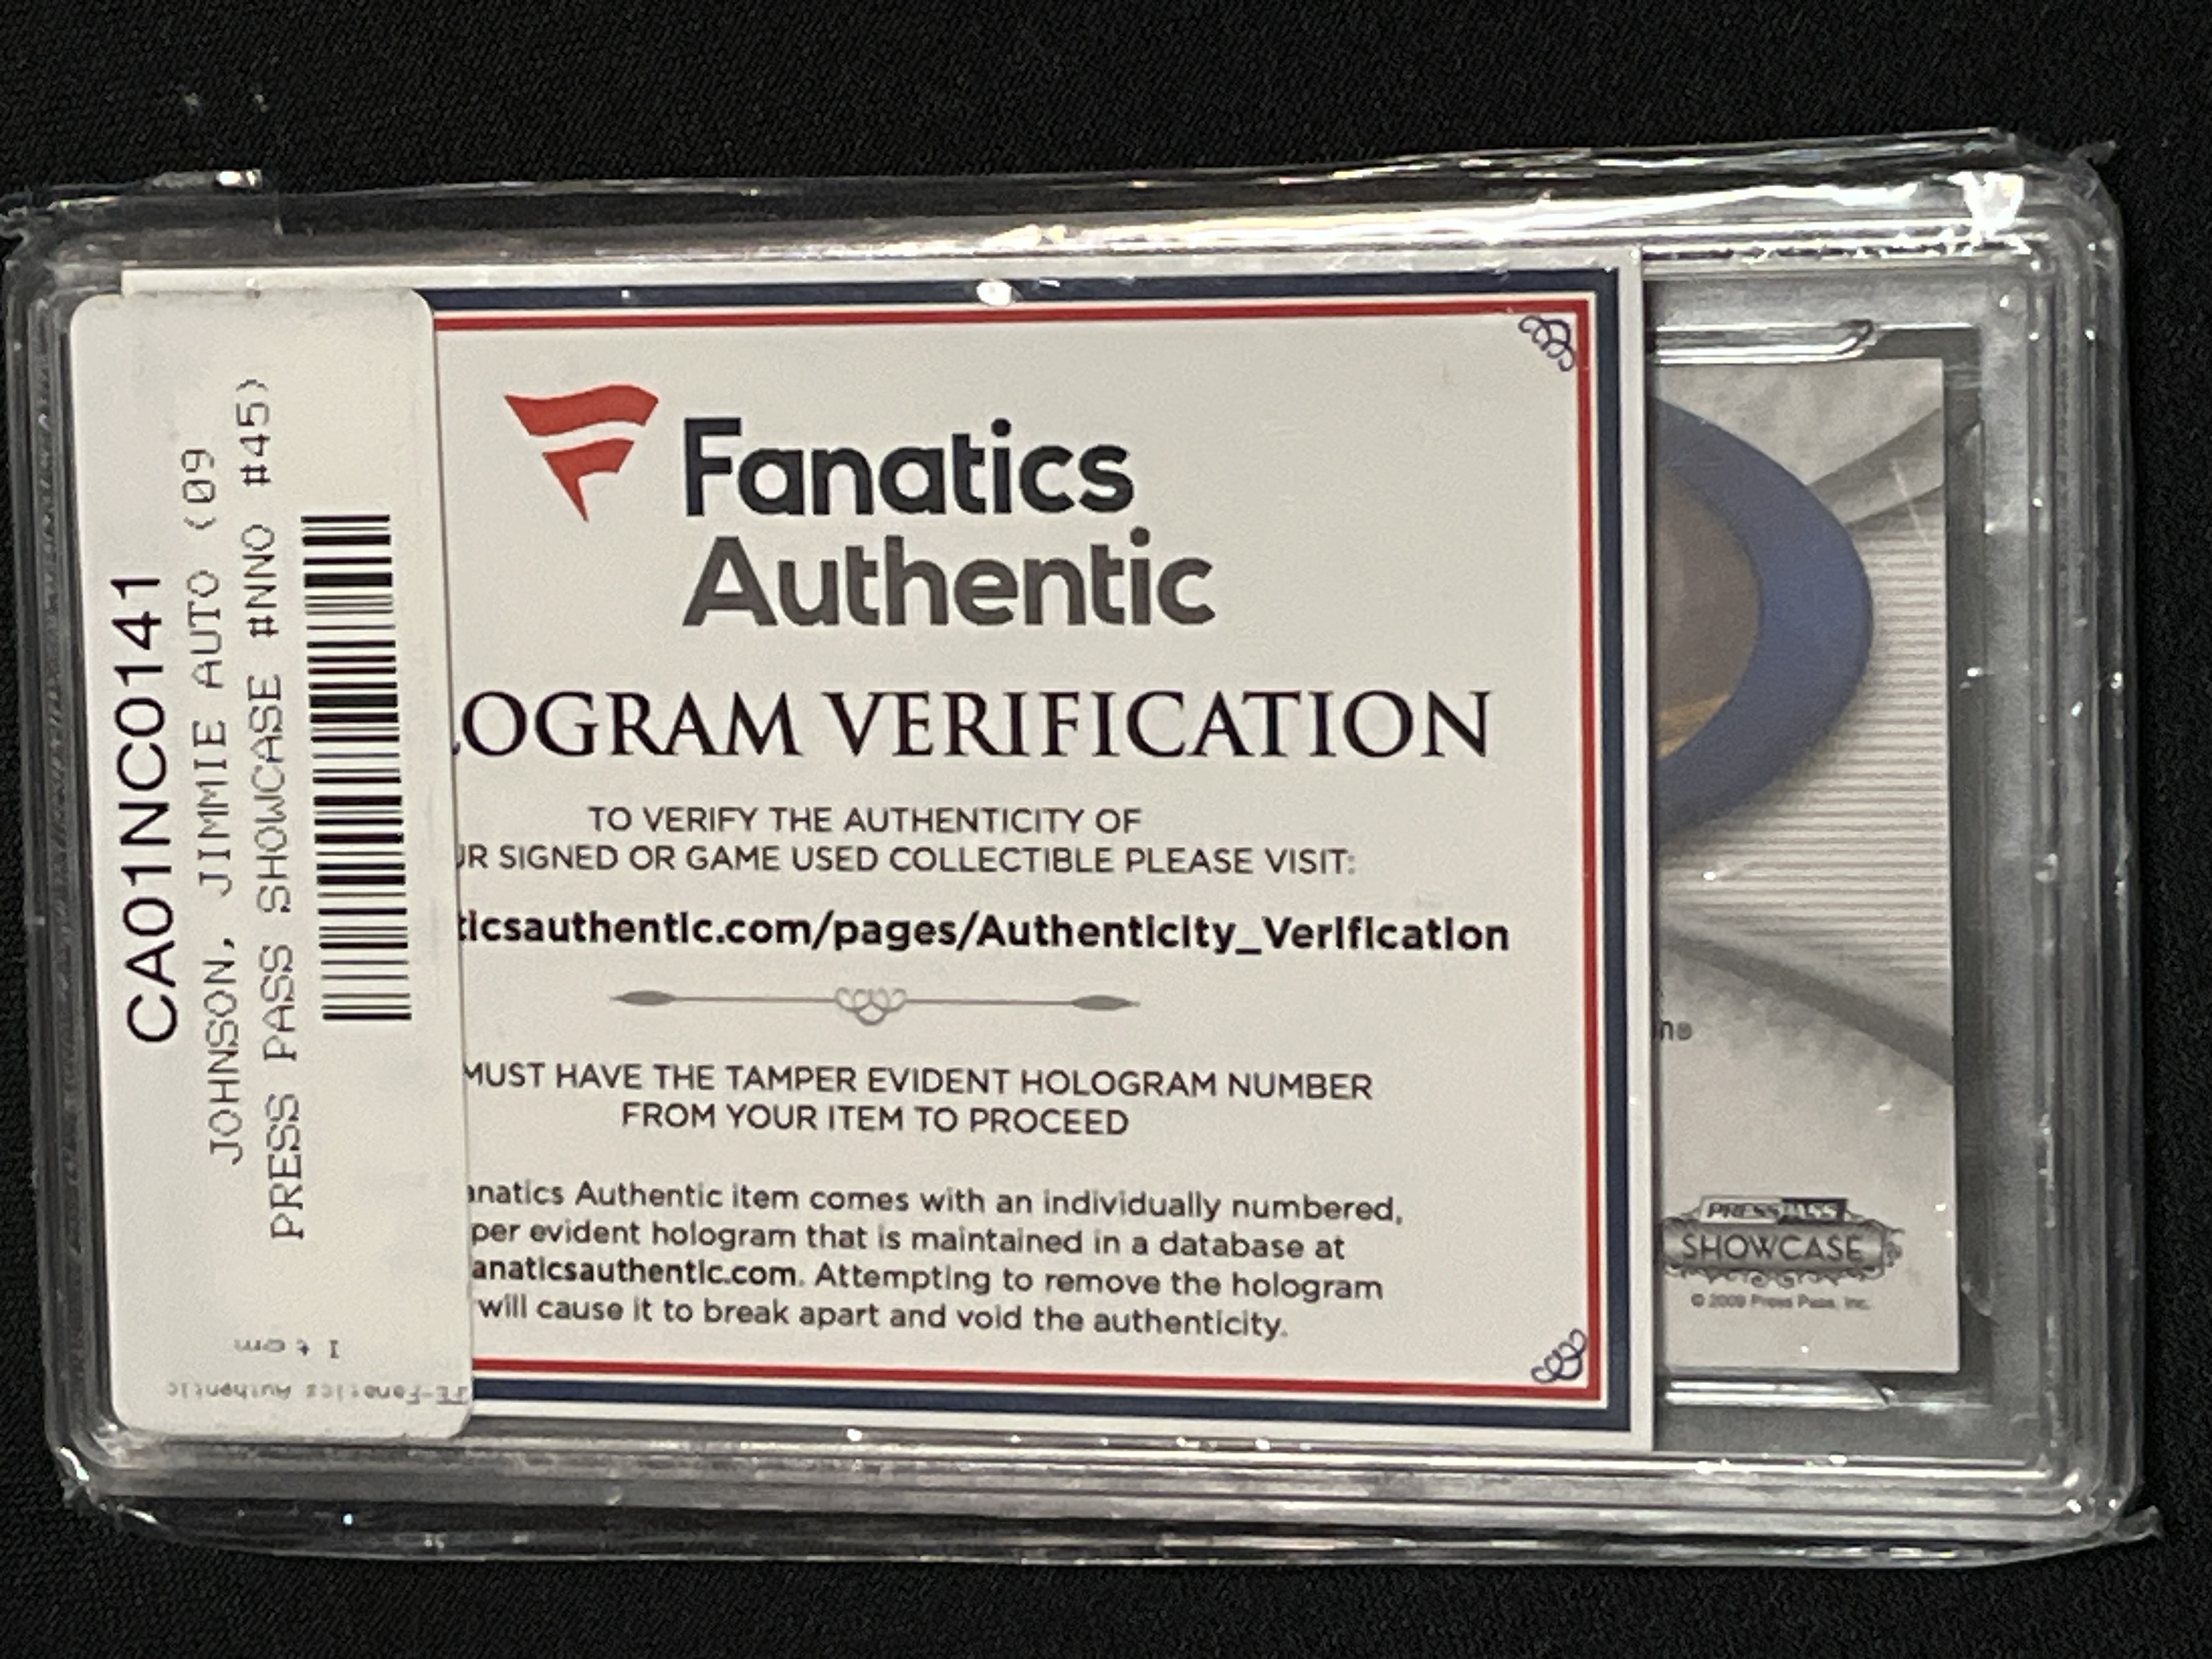 CA01NC0141
JOHNSON, JIMMIE AUTO (09
PRESS PASS SHOWCASE #NNO #45)
Item
FE-Fanatics Authentic
Fanatics
Authentic
OGRAM VERIFICATION
TO VERIFY THE AUTHENTICITY OF
UR SIGNED OR GAME USED COLLECTIBLE PLEASE VISIT:
ticsauthentic.com/pages/Authenticity_Verification
MUST HAVE THE TAMPER EVIDENT HOLOGRAM NUMBER
FROM YOUR ITEM TO PROCEED
anatics Authentic item comes with an individually numbered,
per evident hologram that is maintained in a database at
anaticsauthentic.com. Attempting to remove the hologram
will cause it to break apart and void the authenticity.
PRESS PASS
SHOWCASE
© 2009 Press Pass, Inc.